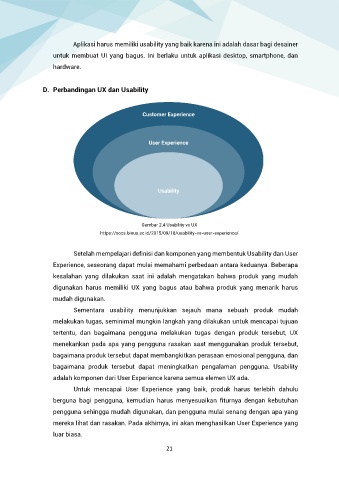 Aplikasi harus memiliki usability yang baik karena ini adalah dasar bagi desainer
untuk membuat UI yang bagus. Ini berlaku untuk aplikasi desktop, smartphone, dan
hardware.
D. Perbandingan UX dan Usability
Customer Experience
User Experience
Usability
Gambar 2.4 Usability vs UX
https://socs.binus.ac.id/2015/09/18/usability-vs-user-experience/
Setelah mempelajari definisi dan komponen yang membentuk Usability dan User
Experience, seseorang dapat mulai memahami perbedaan antara keduanya. Beberapa
kesalahan yang dilakukan saat ini adalah mengatakan bahwa produk yang mudah
digunakan harus memiliki UX yang bagus atau bahwa produk yang menarik harus
mudah digunakan.
Sementara usability menunjukkan sejauh mana sebuah produk mudah
melakukan tugas, seminimal mungkin langkah yang dilakukan untuk mencapai tujuan
tertentu, dan bagaimana pengguna melakukan tugas dengan produk tersebut, UX
menekankan pada apa yang pengguna rasakan saat menggunakan produk tersebut,
bagaimana produk tersebut dapat membangkitkan perasaan emosional pengguna, dan
bagaimana produk tersebut dapat meningkatkan pengalaman pengguna. Usability
adalah komponen dari User Experience karena semua elemen UX ada.
Untuk mencapai User Experience yang baik, produk harus terlebih dahulu
berguna bagi pengguna, kemudian harus menyesuaikan fiturnya dengan kebutuhan
pengguna sehingga mudah digunakan, dan pengguna mulai senang dengan apa yang
mereka lihat dan rasakan. Pada akhirnya, ini akan menghasilkan User Experience yang
luar biasa.
21